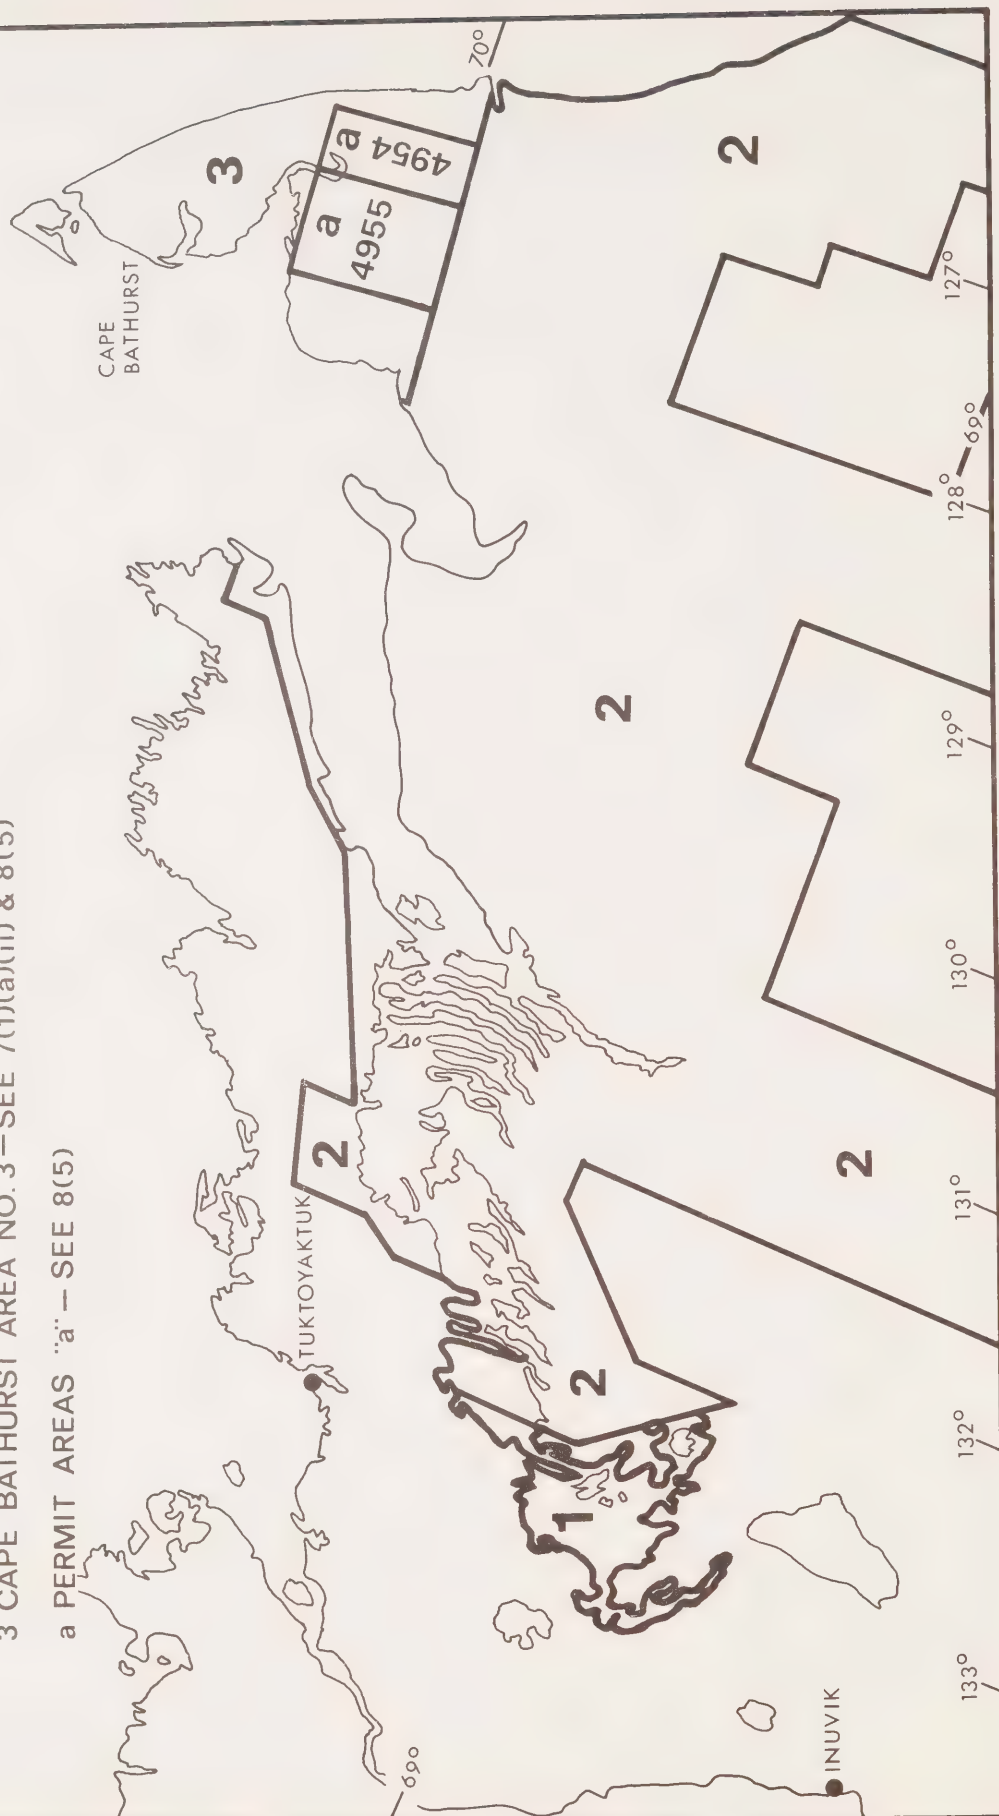 3 CAPE BATHURST AREA NO. 3 – SEE 7(1)(a)(ii) & 8(5)
a PERMIT AREAS "a" – SEE 8(5)
CAPE
BATHURST
3
70°
a
4955
a
4954
2
2
2
TUKTOYAKTUK
2
2
1
69°
INUVIK
133°
132°
131°
130°
129°
128°
69°
127°